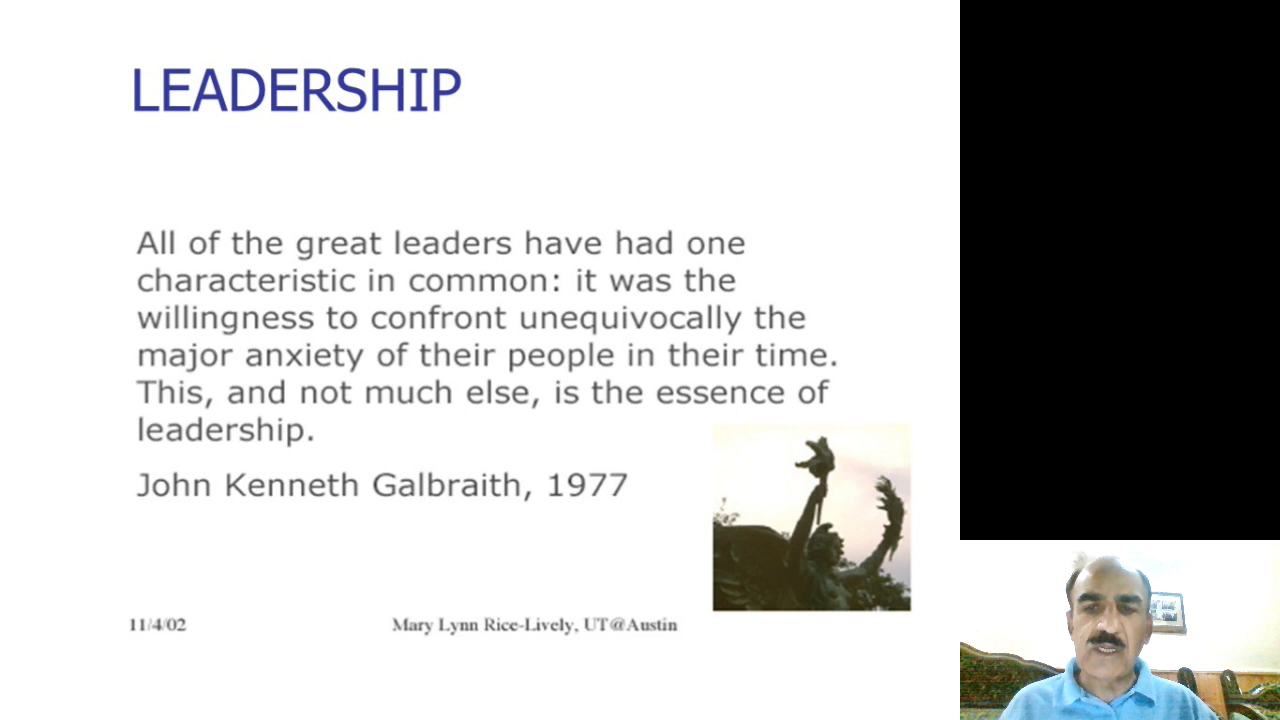 LEADERSHIP
All of the great leaders have had one
characteristic in common: it was the
willingness to confront unequivocally the
major anxiety of their people in their time.
This, and not much else, is the essence of
leadership.
John Kenneth Galbraith, 1977
11/4/02
Mary Lynn Rice-Lively, UT@Austin